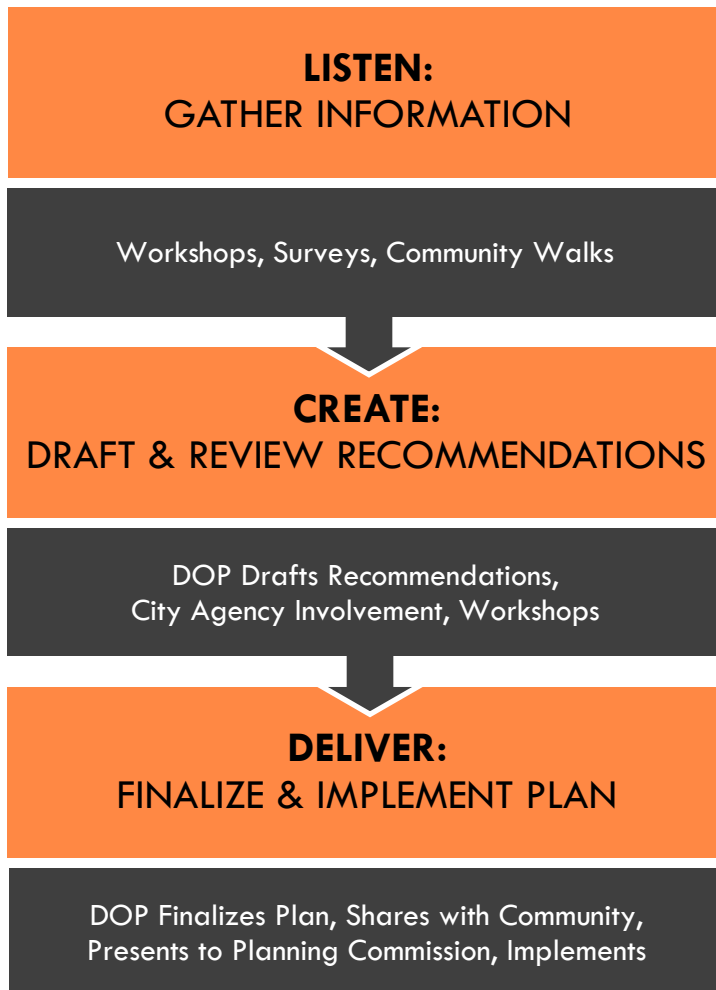 LISTEN:
GATHER INFORMATION
Workshops, Surveys, Community Walks
CREATE:
DRAFT & REVIEW RECOMMENDATIONS
DOP Drafts Recommendations,
City Agency Involvement, Workshops
DELIVER:
FINALIZE & IMPLEMENT PLAN
DOP Finalizes Plan, Shares with Community,
Presents to Planning Commission, Implements